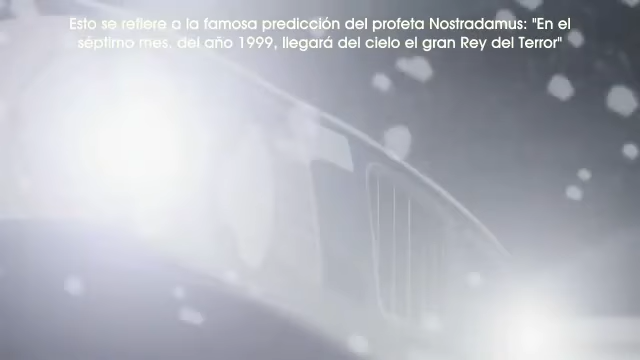 Esto se refiere a la famosa predicción del profeta Nostradamus: "En el
séptimo mes, del año 1999, llegará del cielo el gran Rey del Terror"